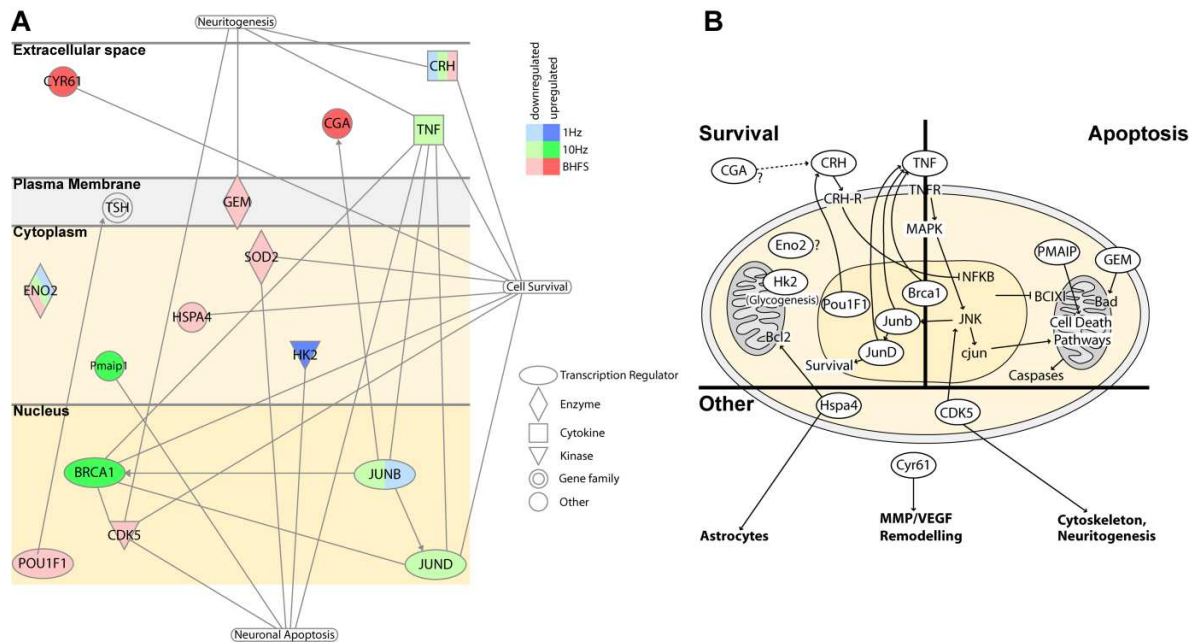 A
Neuritogenesis
Extracellular space
CYR61
CRH
CGA
TNF
downregulated
upregulated
1Hz
10Hz
BHFS
Plasma Membrane
TSH
GEM
Cytoplasm
SOD2
ENO2
Cell Survival
HSPA4
HK2
Pmaip1
Transcription Regulator
Enzyme
Cytokine
Kinase
Gene family
Other
Nucleus
BRCA1
JUNB
CDK5
POU1F1
JUND
Neuronal Apoptosis
B
Survival
Apoptosis
CGA
?
CRH
TNF
CRH-R
TNFR
MAPK
Eno2
?
PMAIP
GEM
Hk2
(Glycogenesis)
Pou1F1
Brca1
NFKB
BCIXI
Bad
Junb
JNK
Cell Death
Pathways
Bcl2
JunD
cjun
Survival
Caspases
Other
Hspa4
CDK5
Cyr61
Astrocytes
MMP/VEGF
Remodelling
Cytoskeleton,
Neuritogenesis